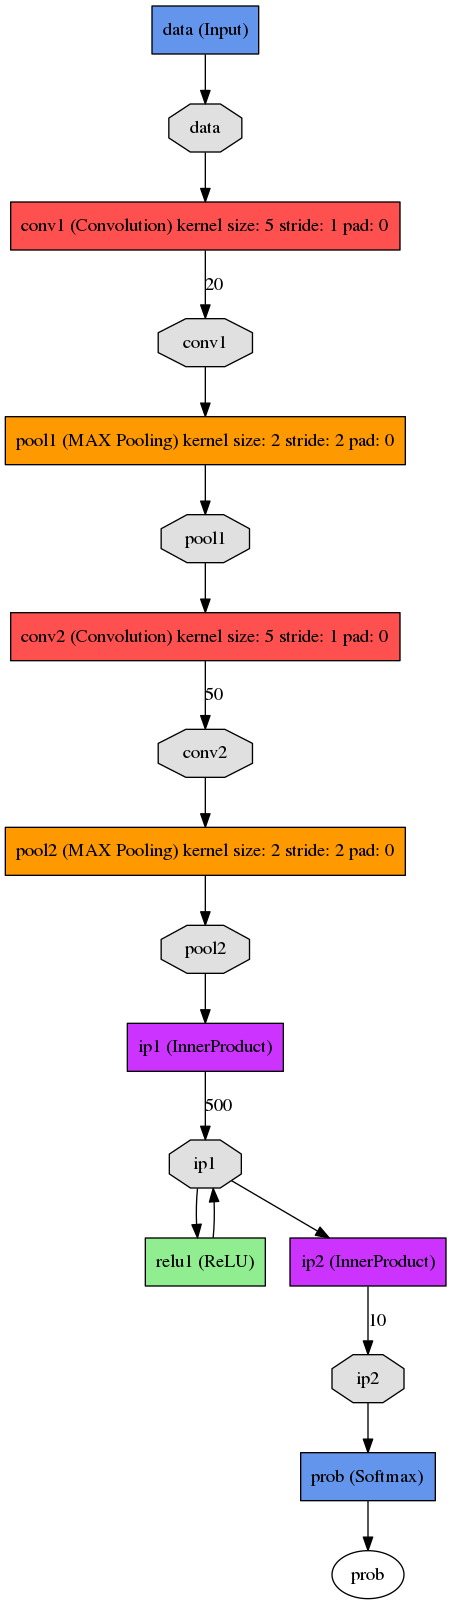 data (Input)
data
conv1 (Convolution) kernel size: 5 stride: 1 pad: 0
20
conv1
pool1 (MAX Pooling) kernel size: 2 stride: 2 pad: 0
pool1
conv2 (Convolution) kernel size: 5 stride: 1 pad: 0
50
conv2
pool2 (MAX Pooling) kernel size: 2 stride: 2 pad: 0
pool2
ip1 (InnerProduct)
500
ip1
relu1 (ReLU)
ip2 (InnerProduct)
10
ip2
prob (Softmax)
prob